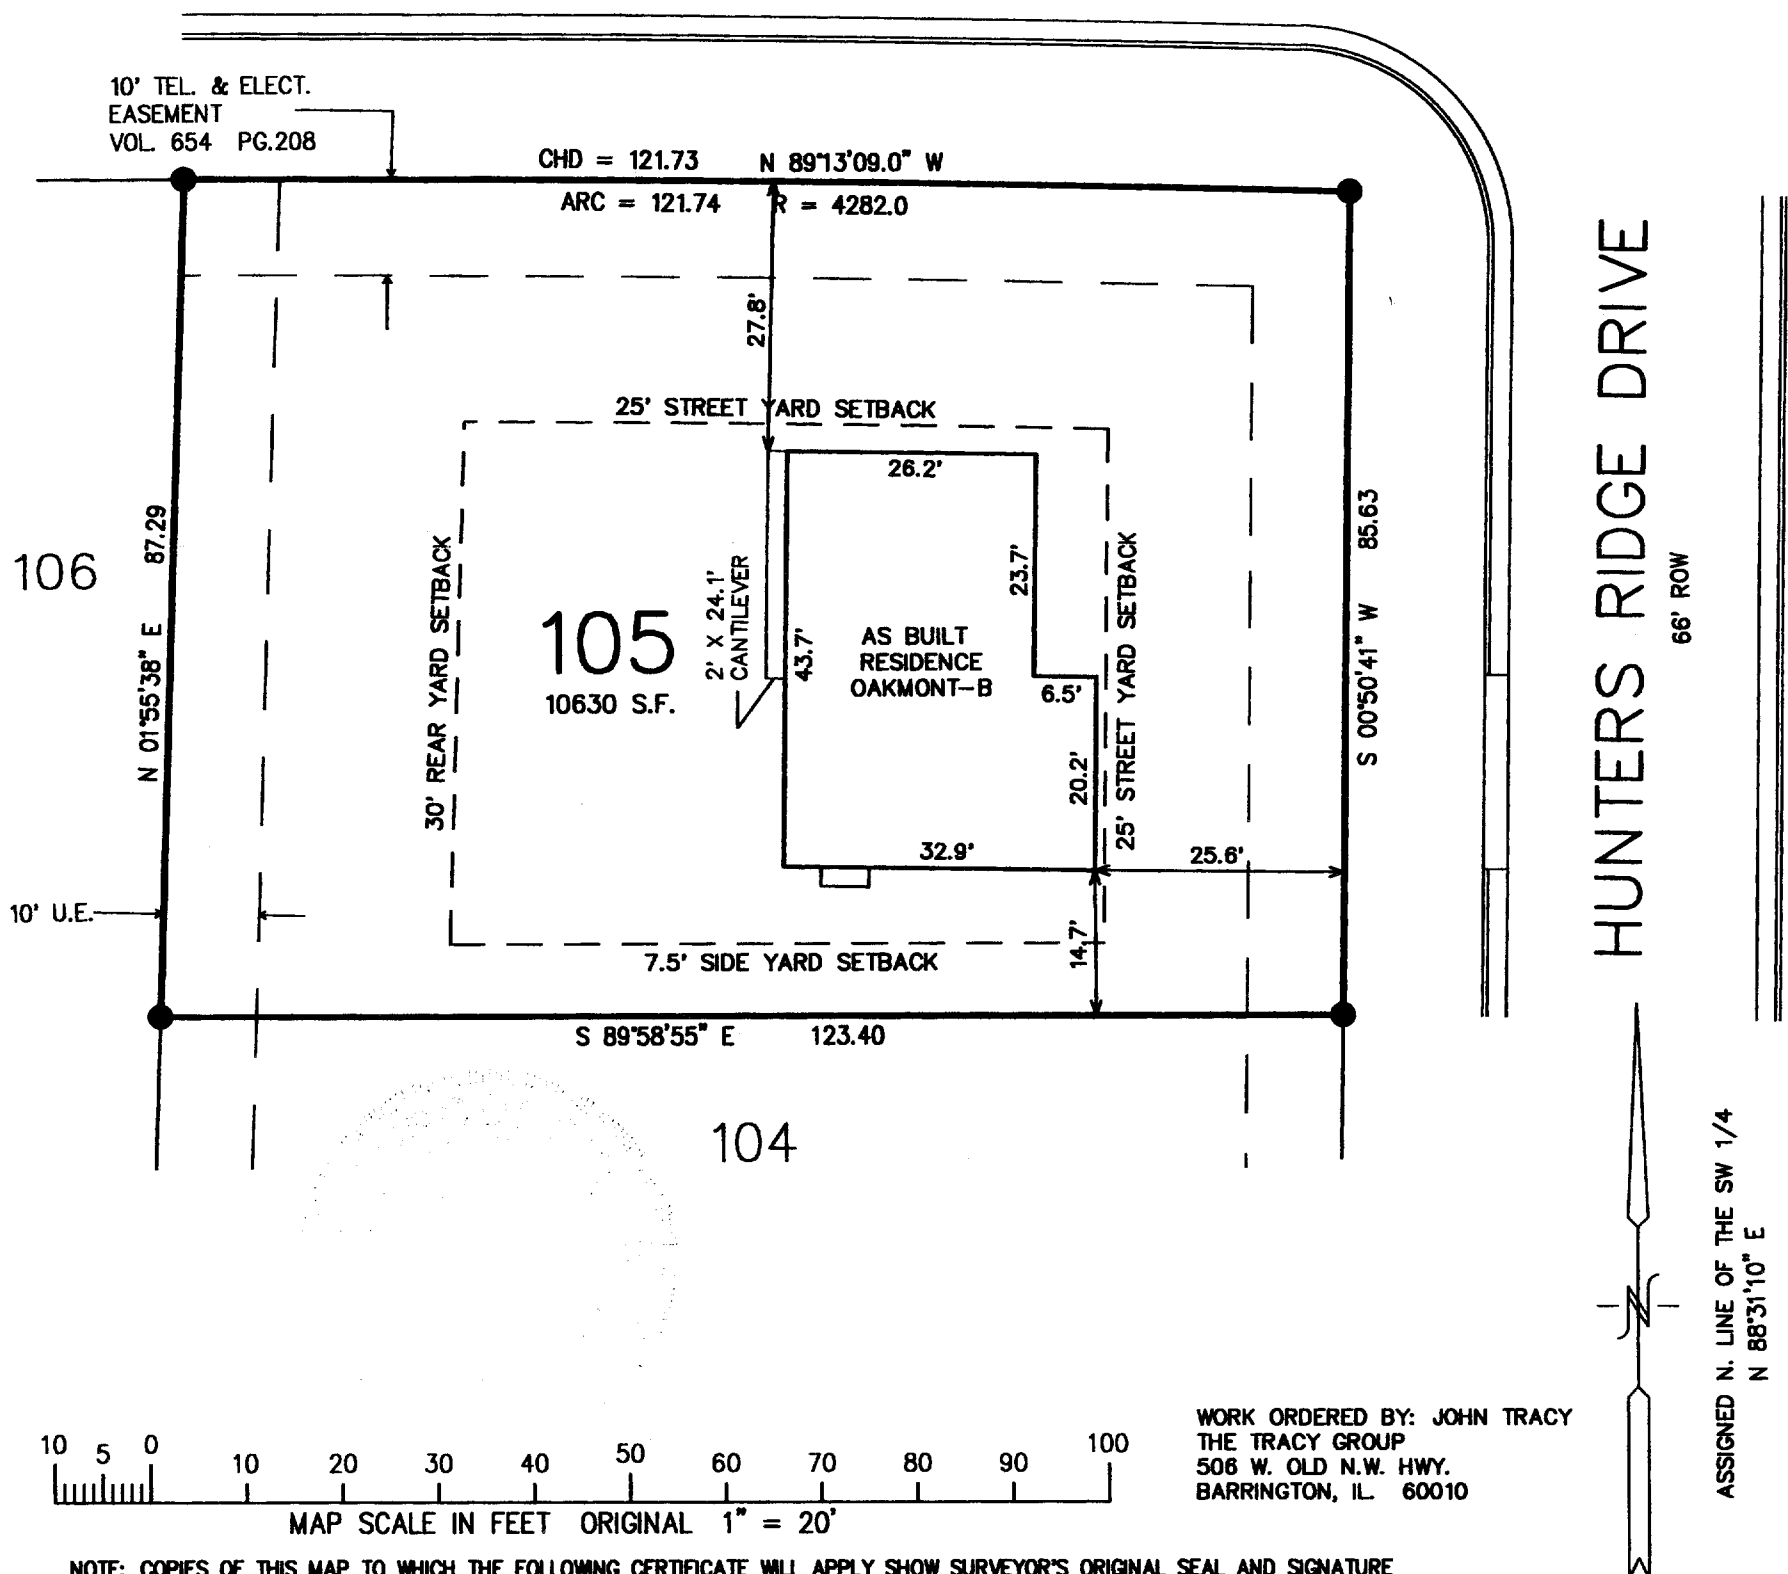 10' TEL. & ELECT.
EASEMENT
VOL. 654 PG.208
CHD = 121.73 N 89°13'09.0" W
ARC = 121.74 R = 4282.0
27.8'
25' STREET YARD SETBACK
26.2'
23.7'
87.29
N 01°55'38" E
106
30' REAR YARD SETBACK
105
10630 S.F.
2' X 24.1'
CANTILEVER
43.7'
AS BUILT
RESIDENCE
OAKMONT-B
6.5'
20.2'
25' STREET YARD SETBACK
85.63
S 00°50'41" W
HUNTERS RIDGE DRIVE
66' ROW
32.9'
25.6'
14.7'
10' U.E.
7.5' SIDE YARD SETBACK
S 89°58'55" E 123.40
104
ASSIGNED N. LINE OF THE SW 1/4
N 88°31'10" E
N
10 5 0 10 20 30 40 50 60 70 80 90 100
MAP SCALE IN FEET ORIGINAL 1" = 20'
WORK ORDERED BY: JOHN TRACY
THE TRACY GROUP
506 W. OLD N.W. HWY.
BARRINGTON, IL. 60010
NOTE: COPIES OF THIS MAP TO WHICH THE FOLLOWING CERTIFICATE WILL APPLY SHOW SURVEYOR'S ORIGINAL SEAL AND SIGNATURE